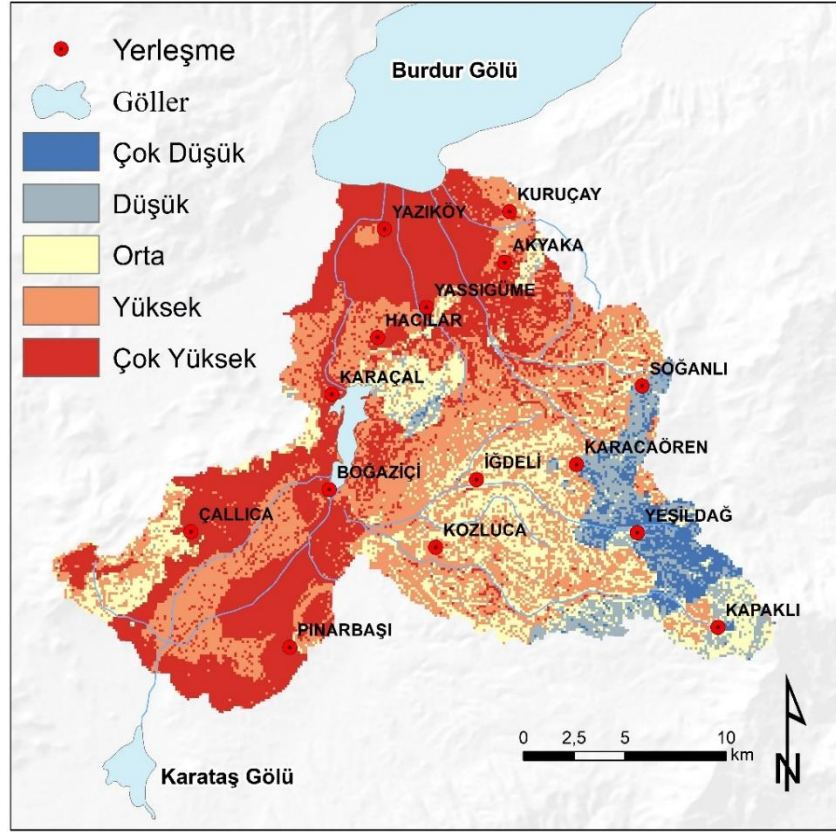 Yerleşme
Göller
Çok Düşük
Düşük
Orta
Yüksek
Çok Yüksek
Burdur Gölü
KURUÇAY
YAZIKÖY
AKYAKA
YASSIGÜME
HACILAR
SOĞANLI
KARAÇAL
KARACAÖREN
İĞDELİ
BOĞAZİÇİ
ÇALLICA
YEŞİLDAĞ
KOZLUCA
KAPAKLI
PINARBAŞI
Karataş Gölü
0 2,5 5 10
km
N